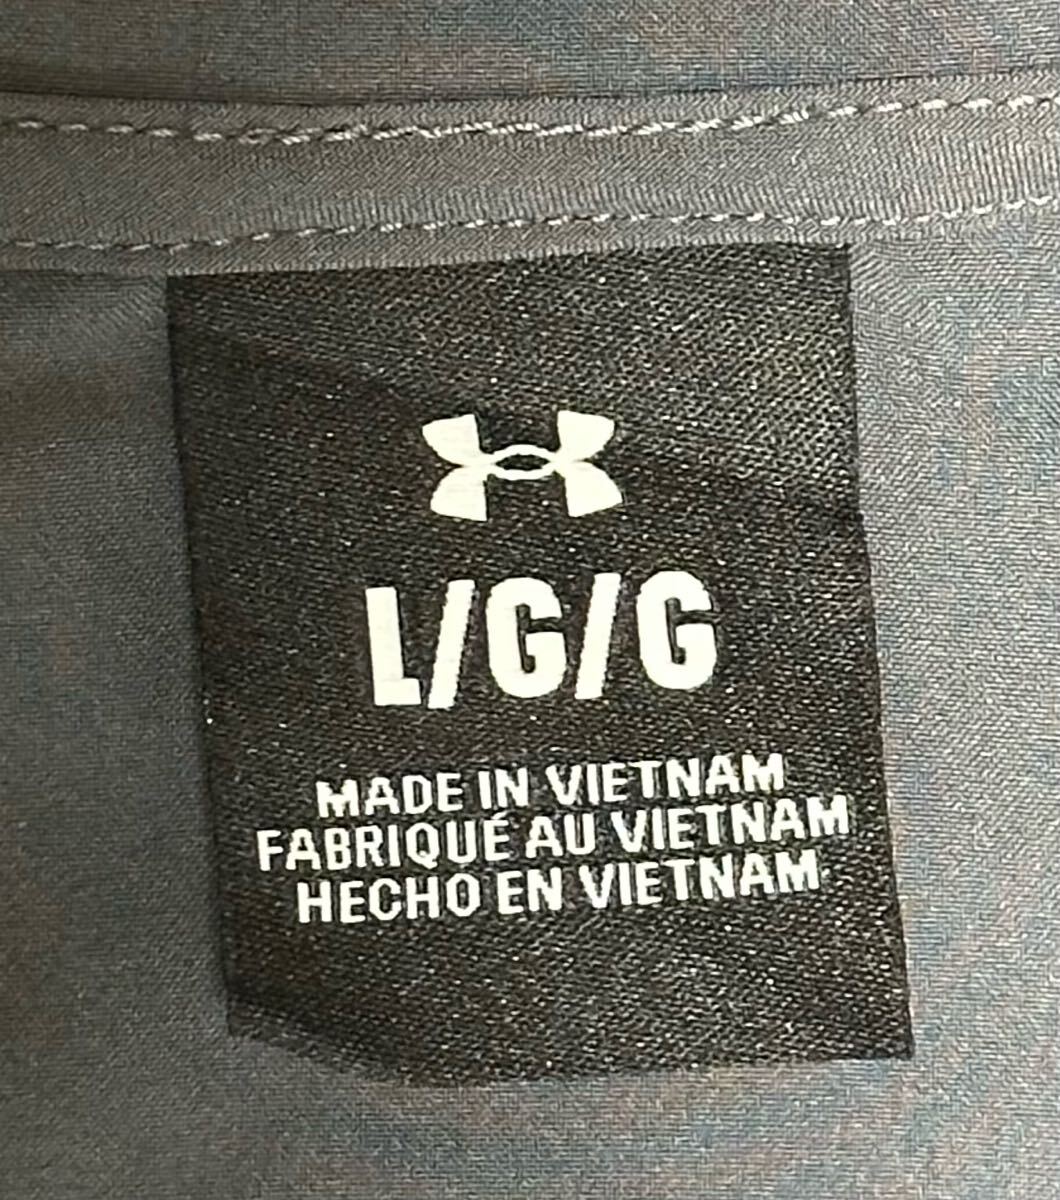 L/G/G
MADE IN VIETNAM
FABRIQUÉ AU VIETNAM
HECHO EN VIETNAM